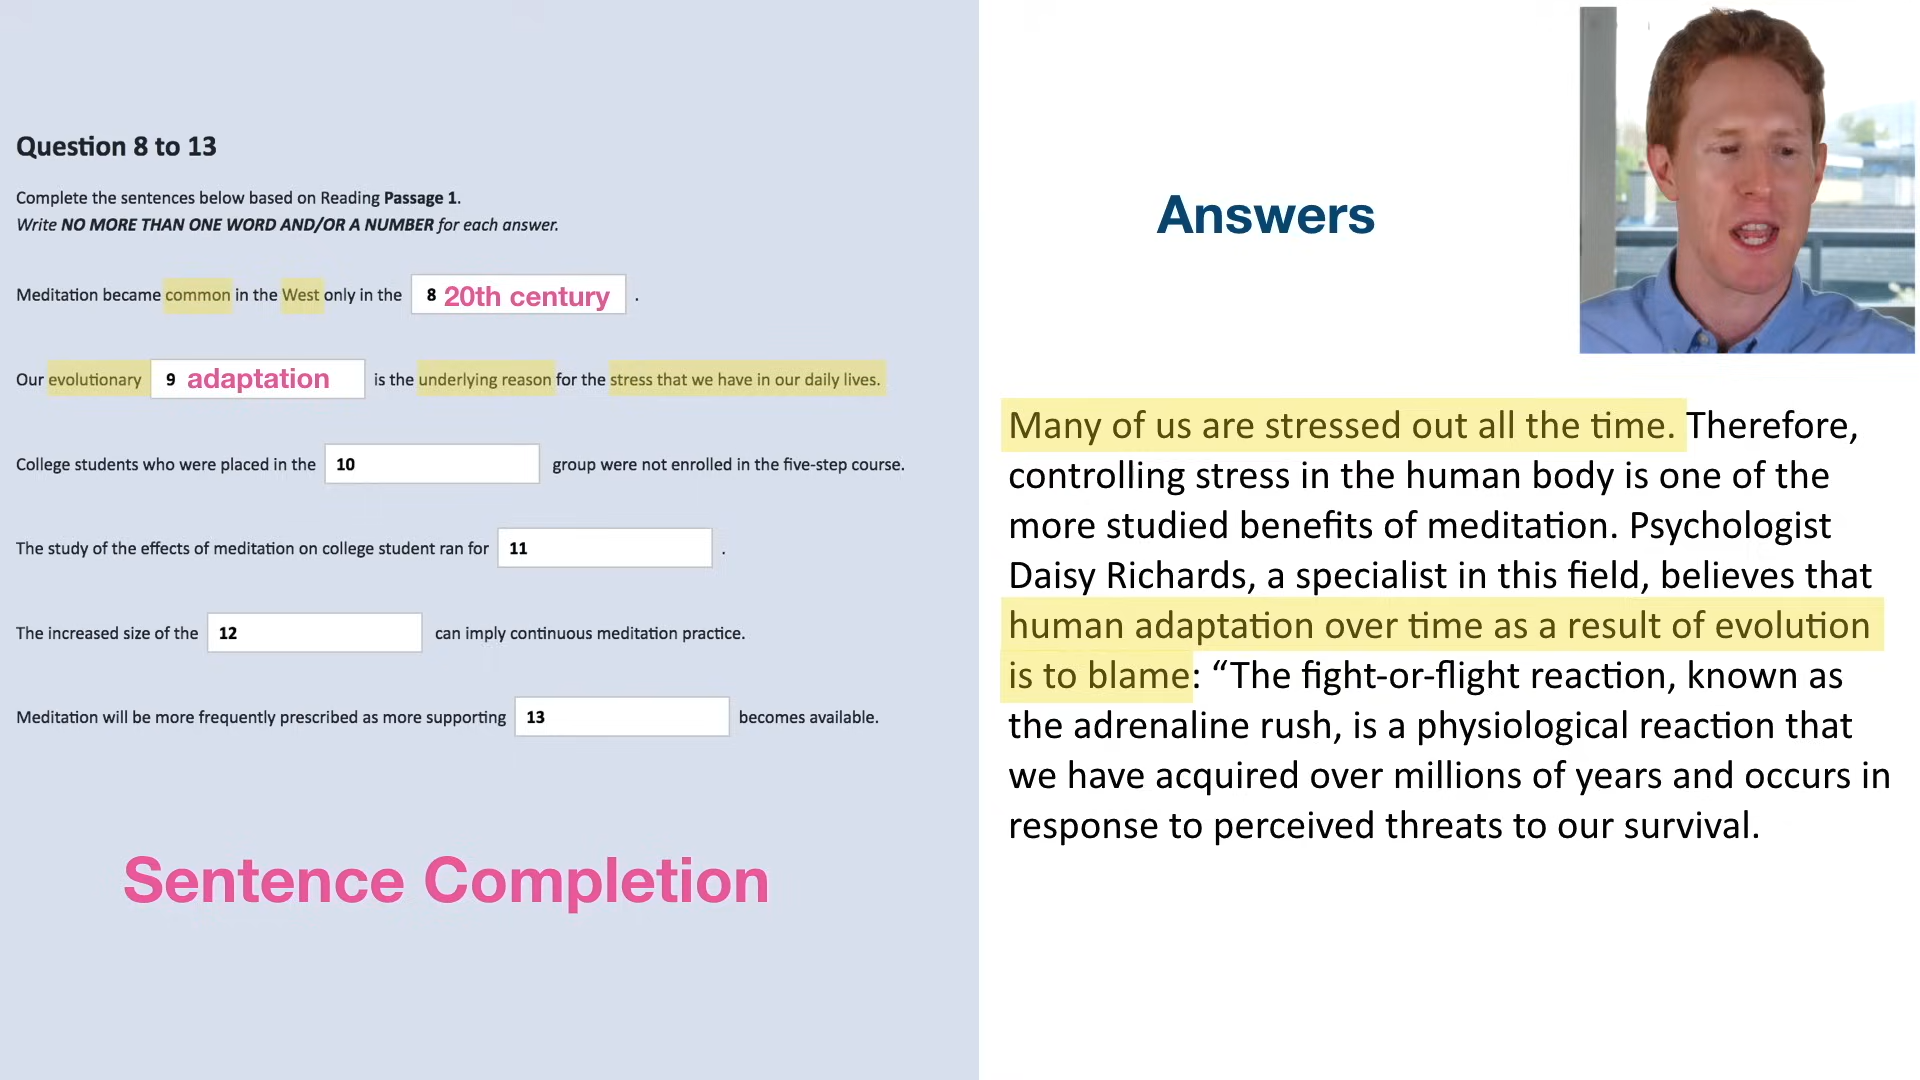 Question 8 to 13
Complete the sentences below based on Reading Passage 1.
Write NO MORE THAN ONE WORD AND/OR A NUMBER for each answer.
Meditation became common in the West only in the 8 20th century .
Our evolutionary 9 adaptation is the underlying reason for the stress that we have in our daily lives.
College students who were placed in the 10 group were not enrolled in the five-step course.
The study of the effects of meditation on college student ran for 11 .
The increased size of the 12 can imply continuous meditation practice.
Meditation will be more frequently prescribed as more supporting 13 becomes available.
Sentence Completion
Answers
Many of us are stressed out all the time. Therefore,
controlling stress in the human body is one of the
more studied benefits of meditation. Psychologist
Daisy Richards, a specialist in this field, believes that
human adaptation over time as a result of evolution
is to blame: “The fight-or-flight reaction, known as
the adrenaline rush, is a physiological reaction that
we have acquired over millions of years and occurs in
response to perceived threats to our survival.